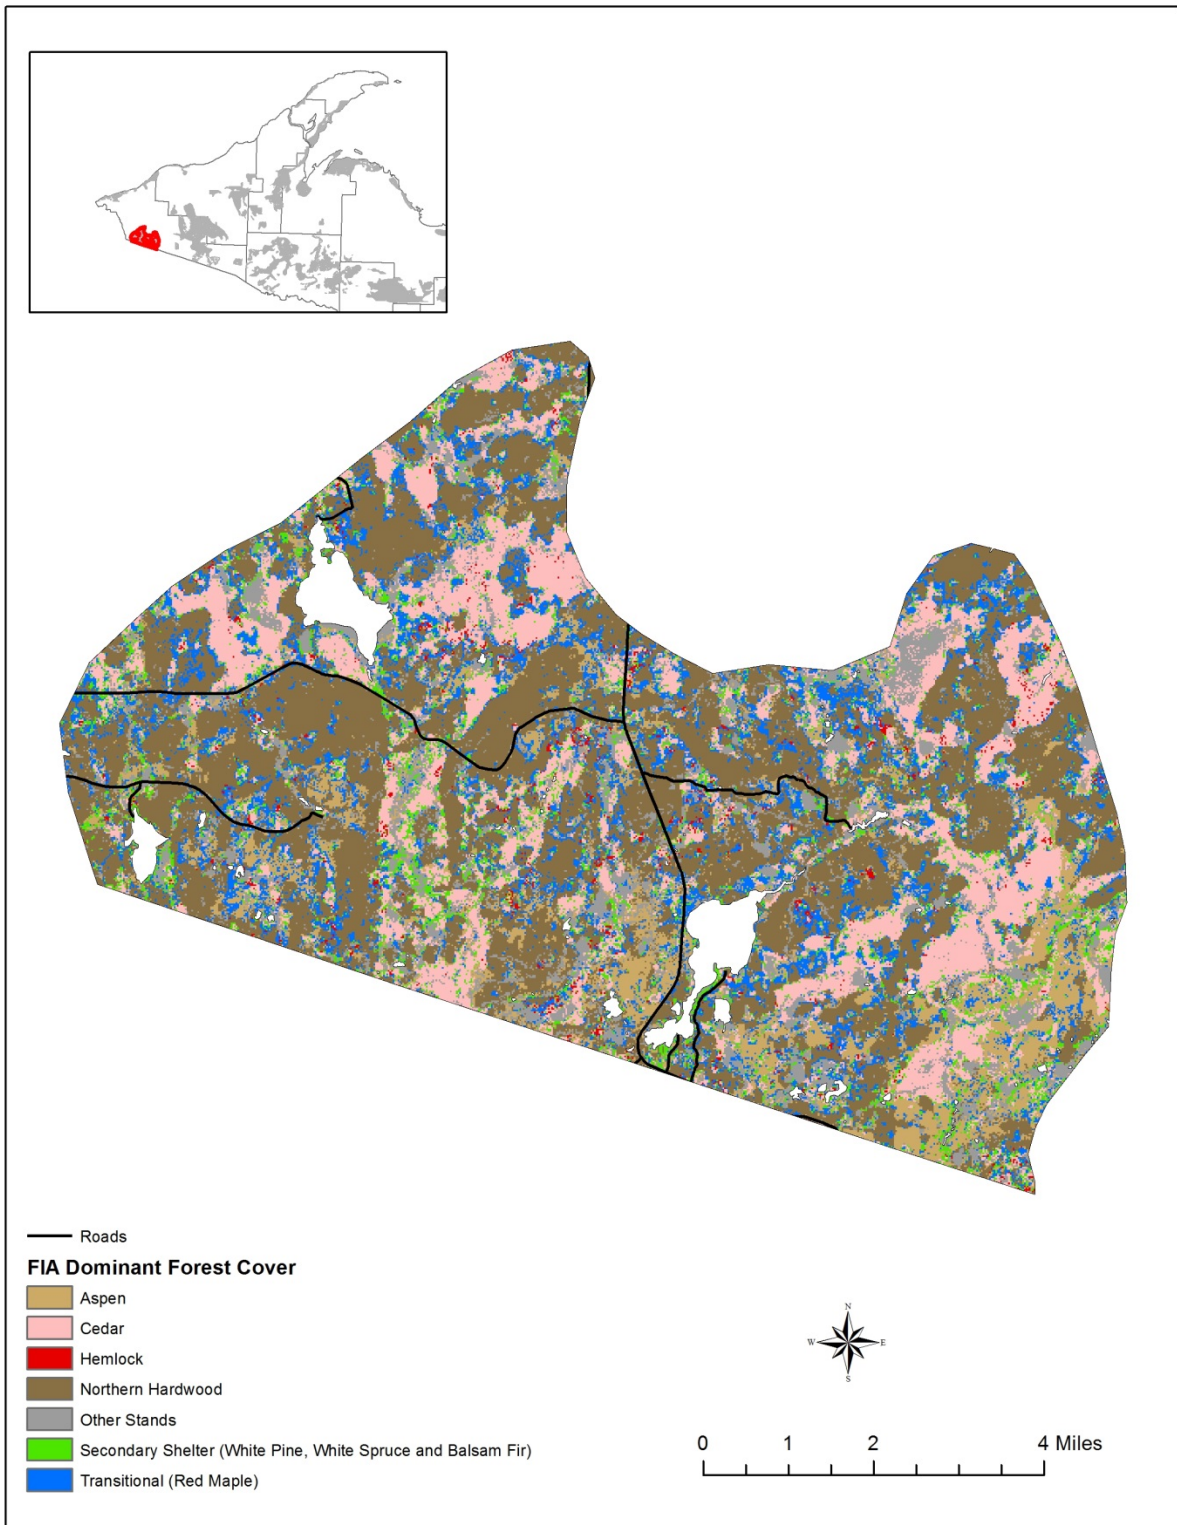 Roads
FIA Dominant Forest Cover
Aspen
Cedar
Hemlock
Northern Hardwood
Other Stands
Secondary Shelter (White Pine, White Spruce and Balsam Fir)
Transitional (Red Maple)
N
W E
S
0 1 2 4 Miles